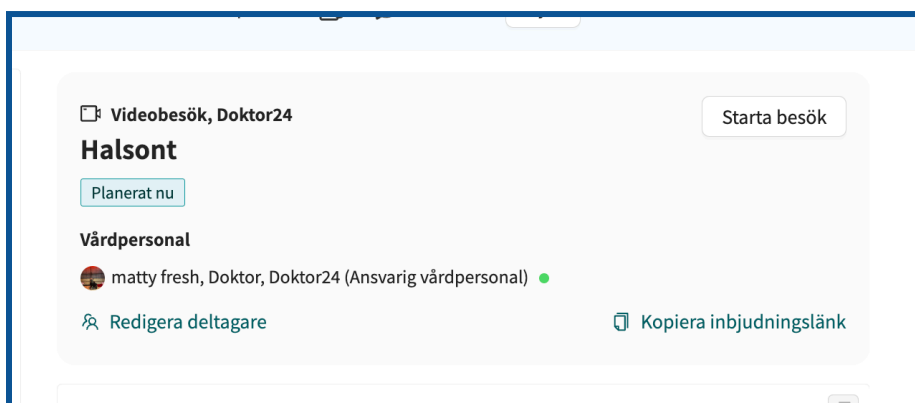 Videobesök, Doktor24
Starta besök
Halsont
Planerat nu
Vårdpersonal
matty fresh, Doktor, Doktor24 (Ansvarig vårdpersonal)
Redigera deltagare
Kopiera inbjudningslänk